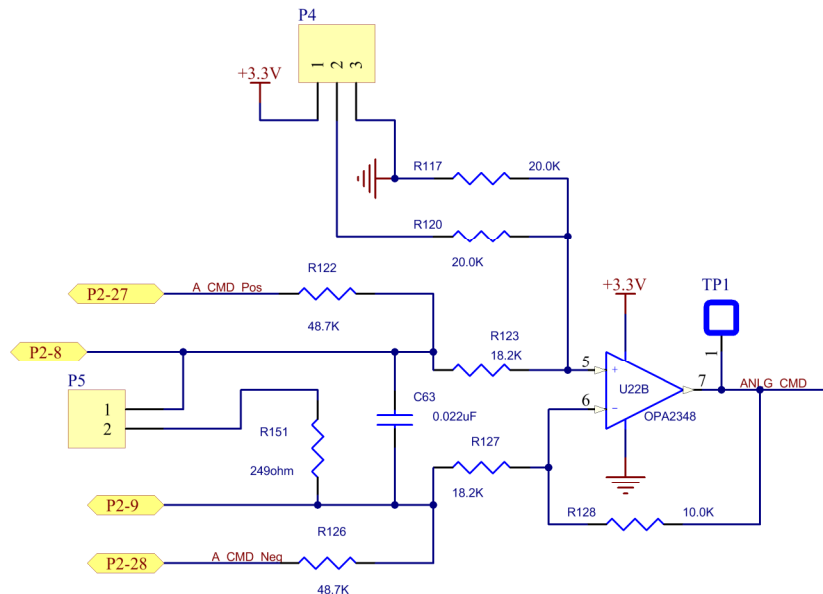 P4
1 2 3
+3.3V
R117 20.0K
R120
20.0K
R122
P2-27 A_CMD_Pos
48.7K
+3.3V
TP1
1
R123
18.2K
P2-8
P5
1
2
C63
0.022uF
5 +
U22B
7 ANLG_CMD
6 -
OPA2348
R151
249ohm
R127
18.2K
P2-9
R128 10.0K
R126
P2-28 A_CMD_Neg
48.7K